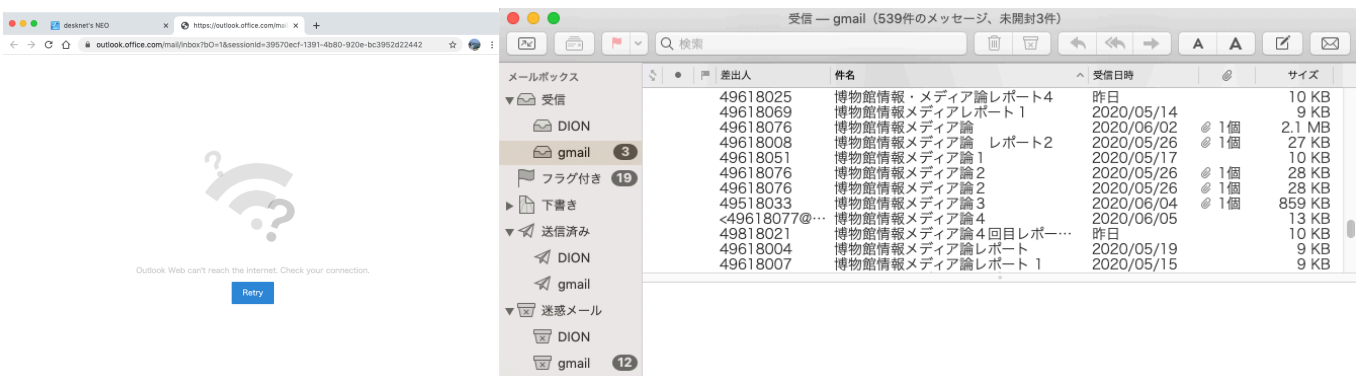 desknet's NEO
https://outlook.office.com/mail
outlook.office.com/mail/inbox?bO=1&sessionId=39570ecf-1391-4b80-920e-bc3952d22442
Outlook Web can't reach the internet. Check your connection.
Retry
受信 — gmail（539件のメッセージ、未開封3件）
検索
メールボックス
受信
DION
gmail 3
フラグ付き 19
下書き
送信済み
DION
gmail
迷惑メール
DION
gmail 12
差出人 件名 受信日時 サイズ
49618025 博物館情報・メディア論レポート4 昨日 10 KB
49618069 博物館情報メディアレポート 1 2020/05/14 9 KB
49618076 博物館情報メディア論 2020/06/02 1個 2.1 MB
49618008 博物館情報メディア論　レポート2 2020/05/26 1個 27 KB
49618051 博物館情報メディア論 1 2020/05/17 10 KB
49618076 博物館情報メディア論２ 2020/05/26 1個 28 KB
49618076 博物館情報メディア論２ 2020/05/26 1個 28 KB
49518033 博物館情報メディア論３ 2020/06/04 1個 859 KB
<49618077@… 博物館情報メディア論４ 2020/06/05 13 KB
49818021 博物館情報メディア論４回目レポー… 昨日 10 KB
49618004 博物館情報メディア論レポート 2020/05/19 9 KB
49618007 博物館情報メディア論レポート 1 2020/05/15 9 KB